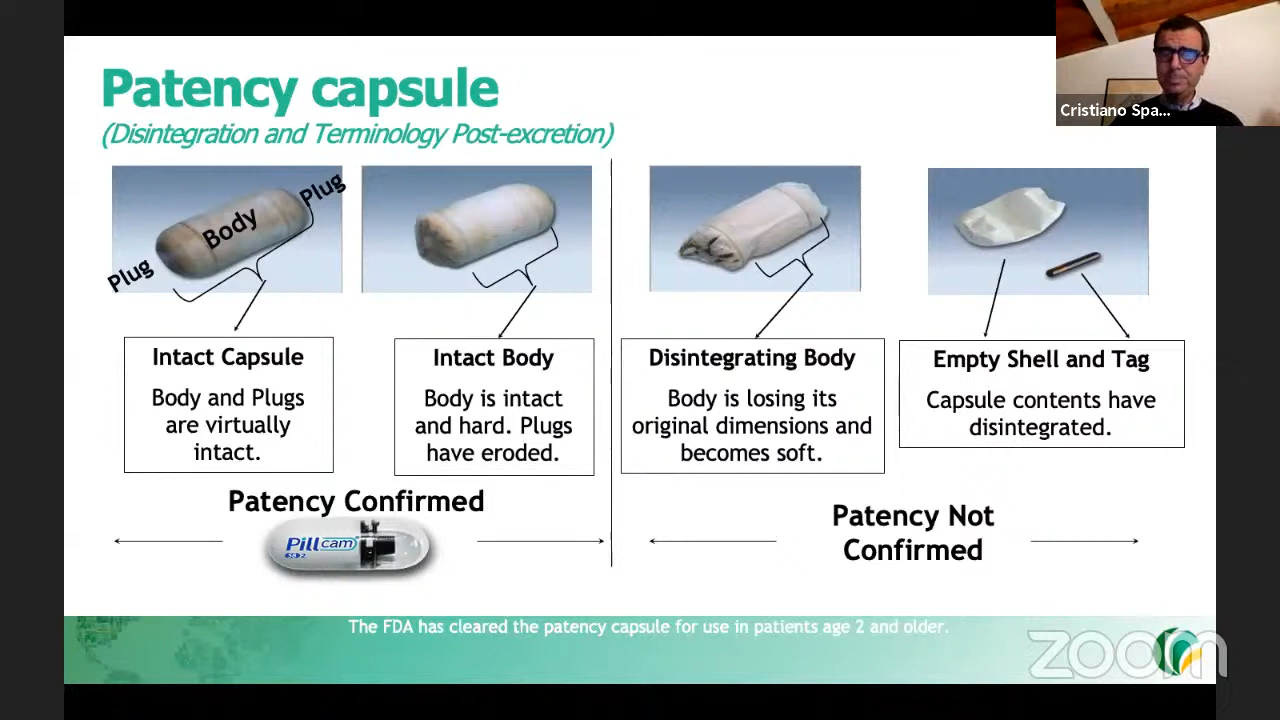 Patency capsule
(Disintegration and Terminology Post-excretion)
Cristiano Spa...
Plug
Body
Plug
Intact Capsule
Body and Plugs
are virtually
intact.
Intact Body
Body is intact
and hard. Plugs
have eroded.
Disintegrating Body
Body is losing its
original dimensions and
becomes soft.
Empty Shell and Tag
Capsule contents have
disintegrated.
Patency Confirmed
Pillcam
SB 2
Patency Not
Confirmed
The FDA has cleared the patency capsule for use in patients age 2 and older.
zoom